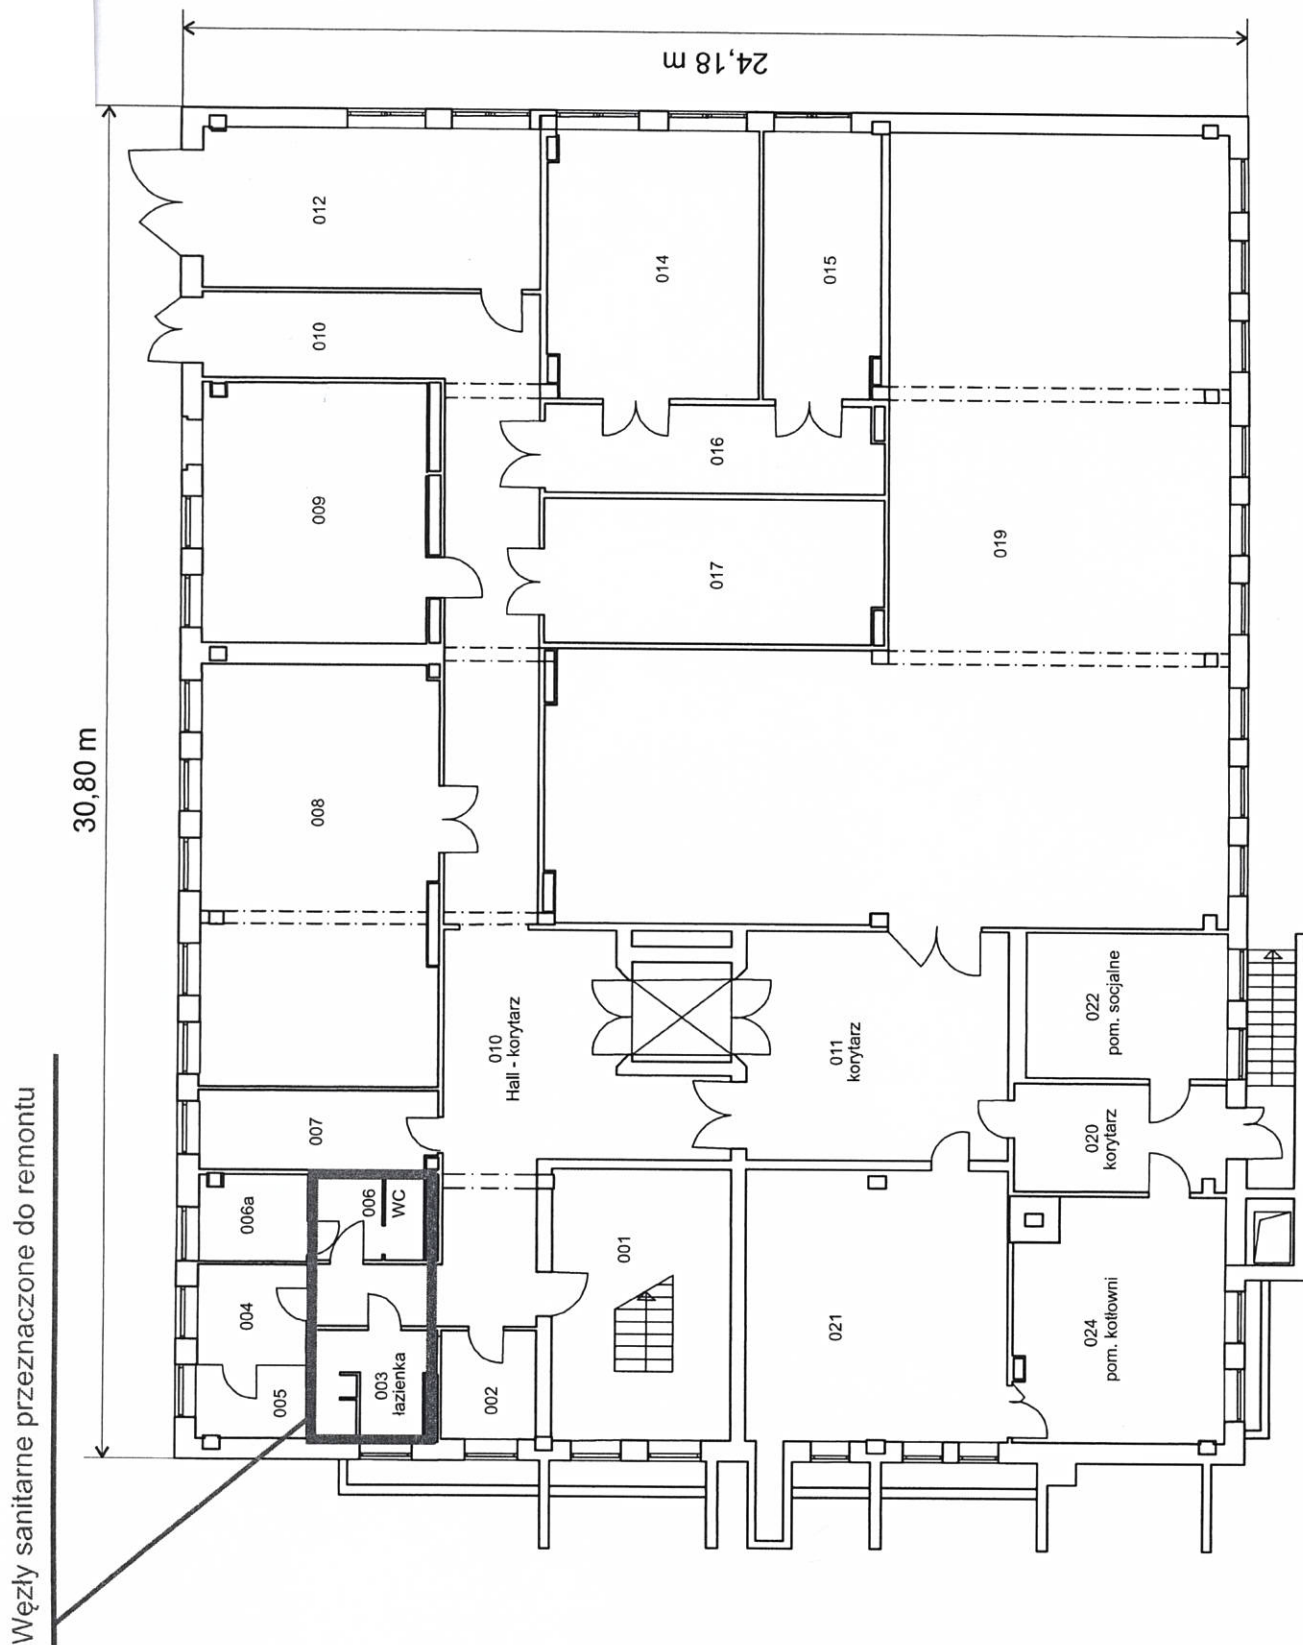 Węzły sanitarne przeznaczone do remontu
30,80 m
24,18 m
005
004
006a
007
008
009
010
012
003
łazienka
006
WC
002
001
010
Hall - korytarz
017
016
014
015
021
011
korytarz
019
024
pom. kotłowni
020
korytarz
022
pom. socjalne